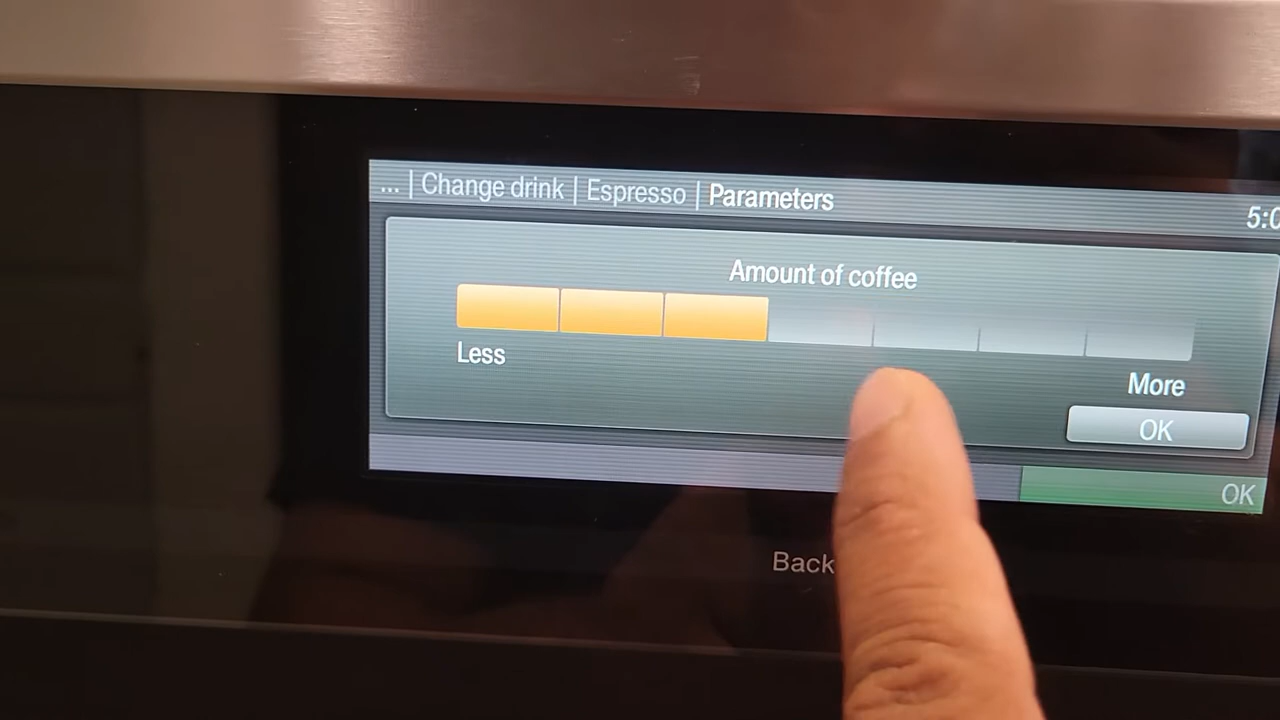 ... | Change drink | Espresso | Parameters
5:0
Amount of coffee
Less
More
OK
OK
Back